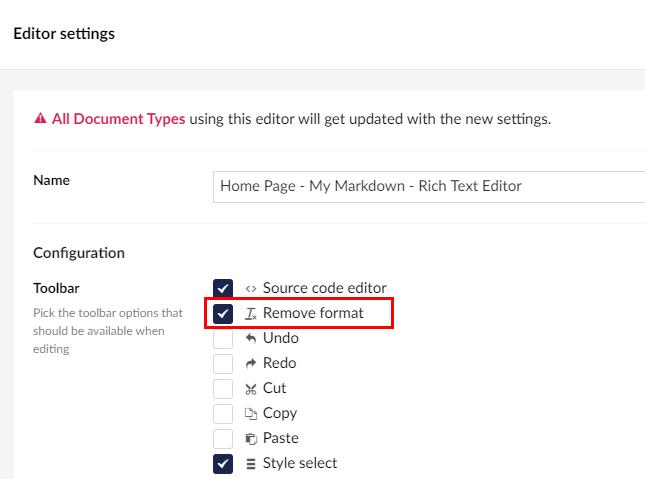 Editor settings
All Document Types using this editor will get updated with the new settings.
Name
Home Page - My Markdown - Rich Text Editor
Configuration
Toolbar
Pick the toolbar options that
should be available when
editing
Source code editor
Remove format
Undo
Redo
Cut
Copy
Paste
Style select